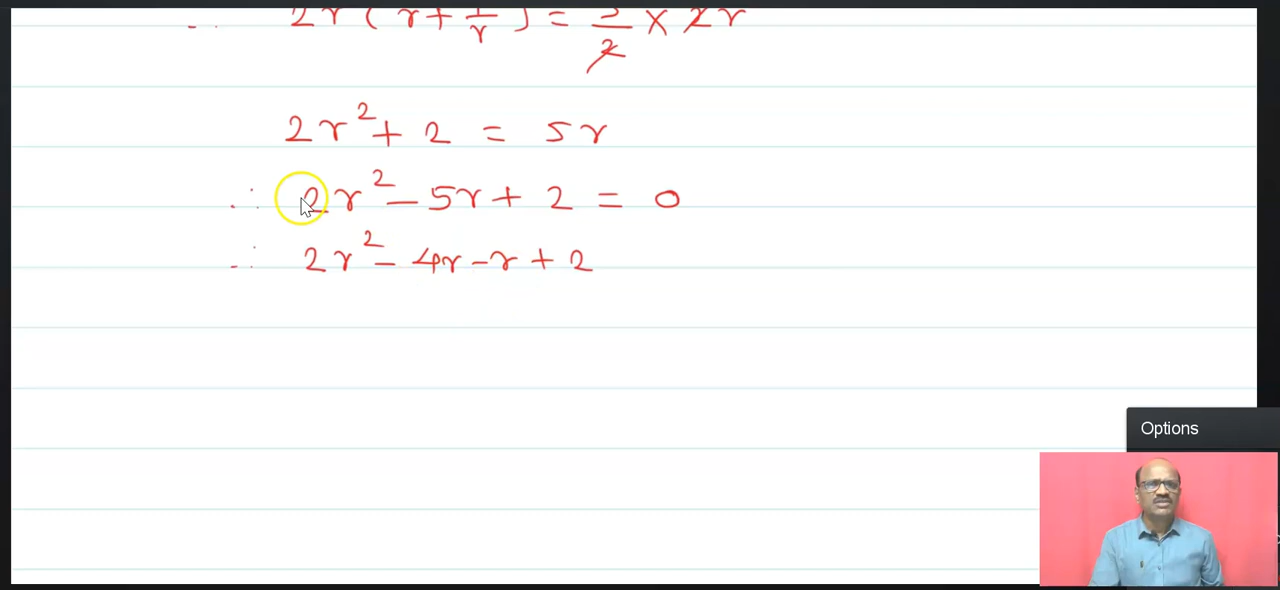 ∴ 2r(r + 1/r) = 5/2 × 2r
2r² + 2 = 5r
∴ 2r² - 5r + 2 = 0
∴ 2r² - 4r - r + 2
Options